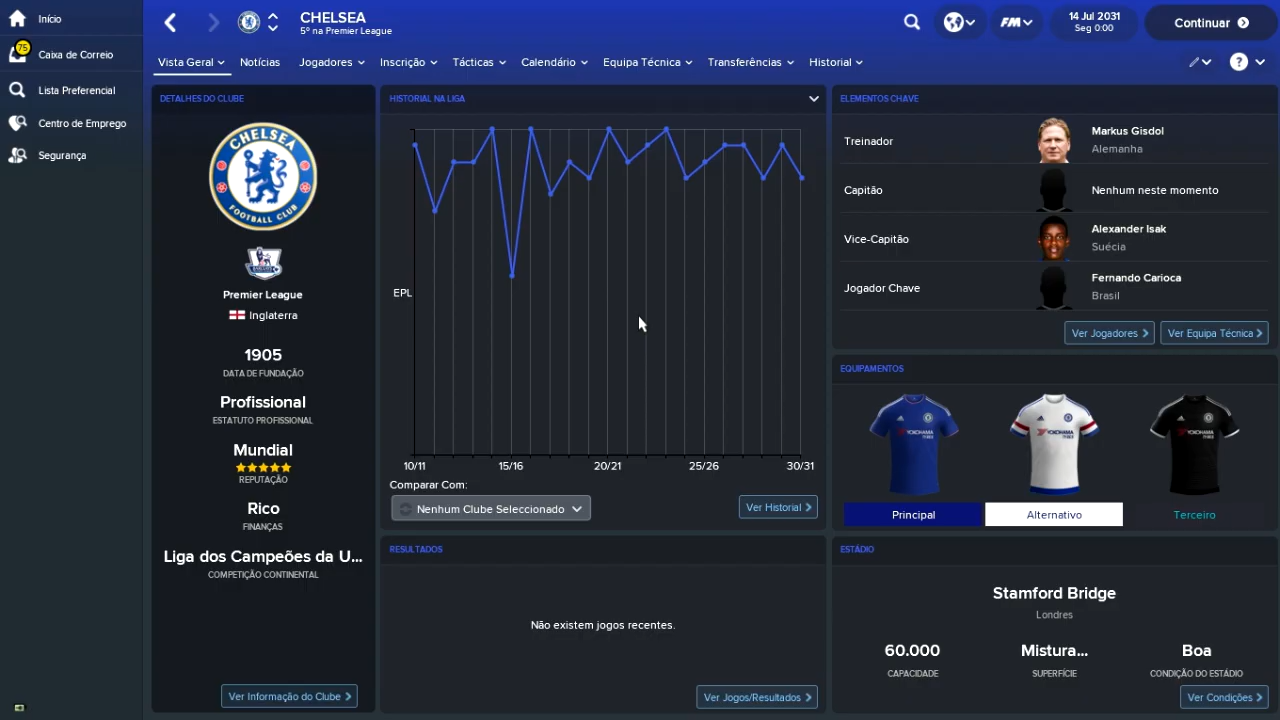 Início
75
Caixa de Correio
Lista Preferencial
Centro de Emprego
Segurança
CHELSEA
5º na Premier League
FM
14 Jul 2031
Seg 0:00
Continuar
Vista Geral
Notícias
Jogadores
Inscrição
Tácticas
Calendário
Equipa Técnica
Transferências
Historial
?
DETALHES DO CLUBE
CHELSEA
FOOTBALL CLUB
Premier League
Inglaterra
1905
DATA DE FUNDAÇÃO
Profissional
ESTATUTO PROFISSIONAL
Mundial
REPUTAÇÃO
Rico
FINANÇAS
Liga dos Campeões da U...
COMPETIÇÃO CONTINENTAL
Ver Informação do Clube
HISTORIAL NA LIGA
EPL
10/11
15/16
20/21
25/26
30/31
Comparar Com:
Nenhum Clube Seleccionado
Ver Historial
RESULTADOS
Não existem jogos recentes.
Ver Jogos/Resultados
ELEMENTOS CHAVE
Treinador
Markus Gisdol
Alemanha
Capitão
Nenhum neste momento
Vice-Capitão
Alexander Isak
Suécia
Jogador Chave
Fernando Carioca
Brasil
Ver Jogadores
Ver Equipa Técnica
EQUIPAMENTOS
YOKOHAMA
YOKOHAMA
YOKOHAMA
Principal
Alternativo
Terceiro
ESTÁDIO
Stamford Bridge
Londres
60.000
CAPACIDADE
Mistura...
SUPERFÍCIE
Boa
CONDIÇÃO DO ESTÁDIO
Ver Condições